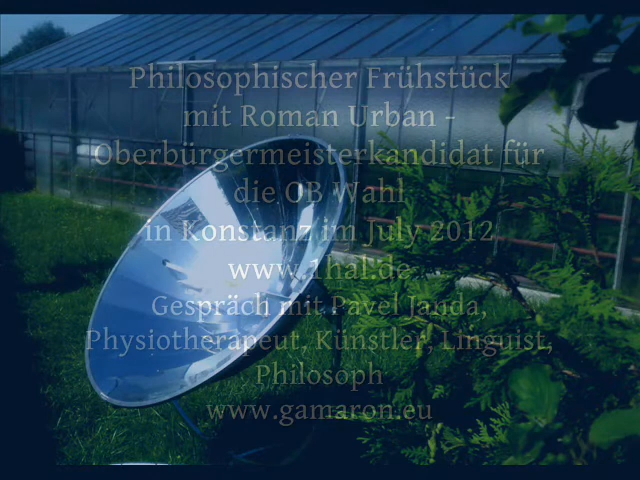 Philosophischer Frühstück
mit Roman Urban -
Oberbürgermeisterkandidat für
die OB Wahl
in Konstanz im July 2012
www.1hal.de
Gespräch mit Pavel Janda,
Physiotherapeut, Künstler, Linguist,
Philosoph
www.gamaron.eu